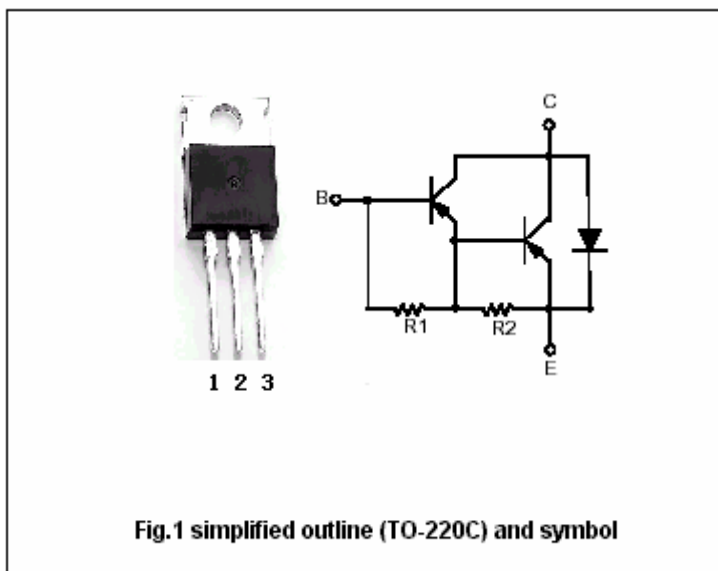 C
B
R1 R2
E
1 2 3
Fig.1 simplified outline (TO-220C) and symbol